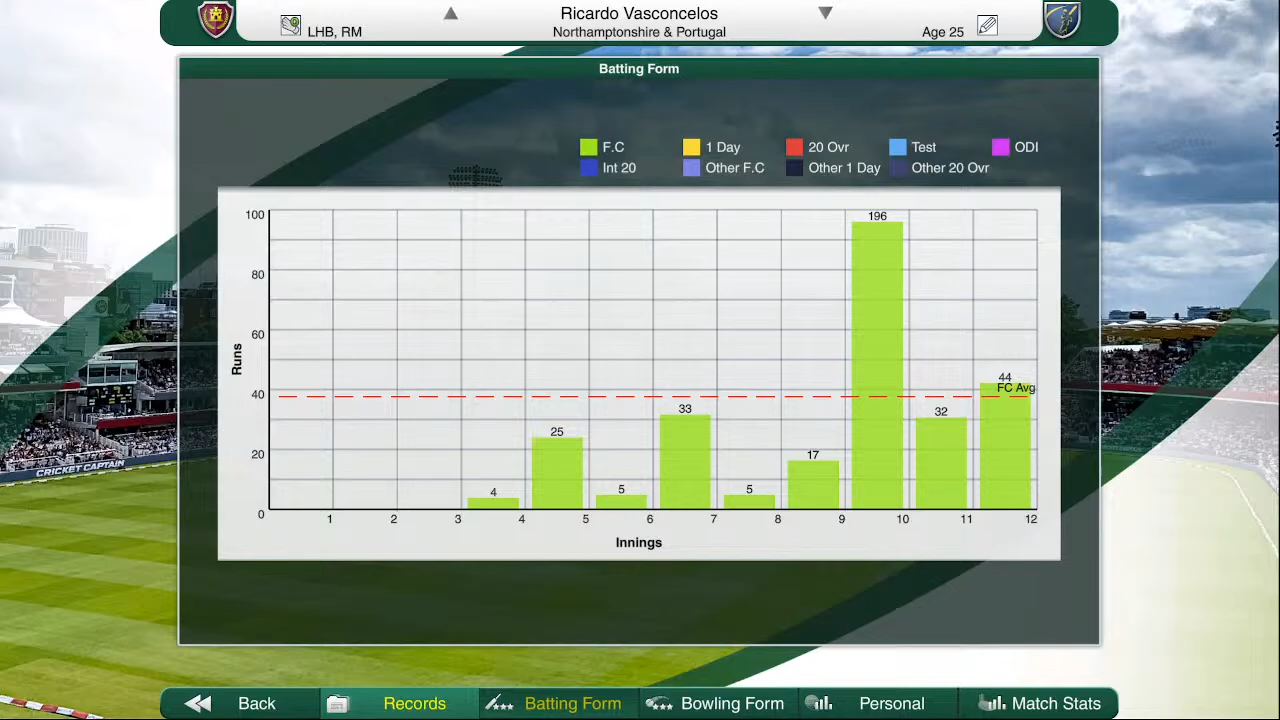 Ricardo Vasconcelos
LHB, RM
Northamptonshire & Portugal
Age 25
Batting Form
F.C 1 Day 20 Ovr Test ODI
Int 20 Other F.C Other 1 Day Other 20 Ovr
100
80
60
40
20
0
Runs
196
44
FC Avg
33
32
25
17
5
5
4
1 2 3 4 5 6 7 8 9 10 11 12
Innings
CRICKET CAPTAIN
Back Records Batting Form Bowling Form Personal Match Stats